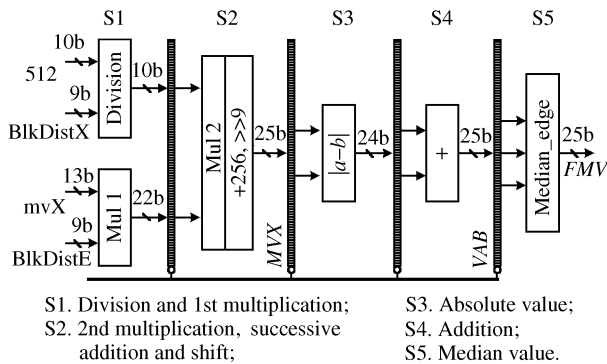 S1 S2 S3 S4 S5
10b
512
9b
BlkDistX
Division
10b
13b
mvX
9b
BlkDistE
Mul 1
22b
Mul 2
+256, >>9
25b
MVX
|a−b|
24b
+
25b
VAB
Median_edge
25b
FMV
S1. Division and 1st multiplication;
S2. 2nd multiplication, successive
addition and shift;
S3. Absolute value;
S4. Addition;
S5. Median value.